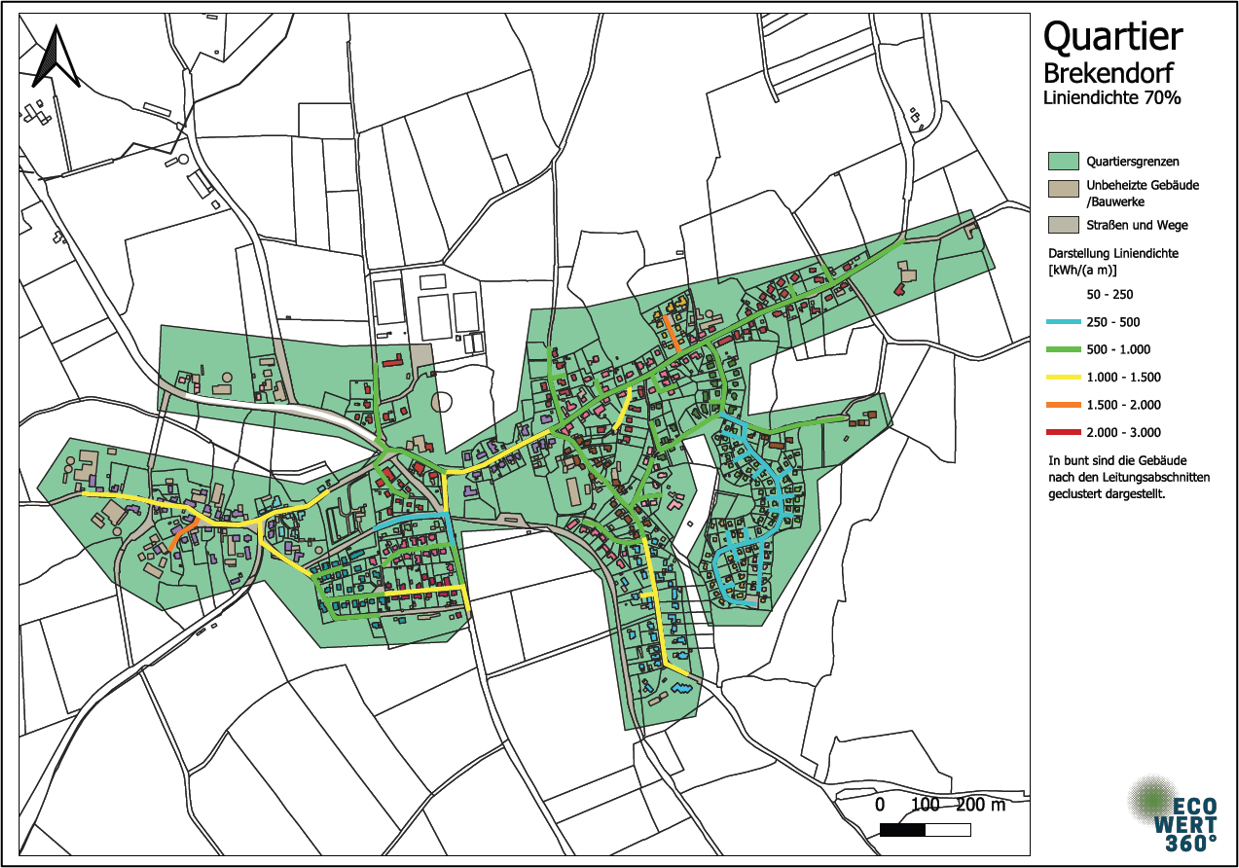 Quartier
Brekendorf
Liniendichte 70%
Quartiersgrenzen
Unbeheizte Gebäude
/Bauwerke
Straßen und Wege
Darstellung Liniendichte
[kWh/(a m)]
50 - 250
250 - 500
500 - 1.000
1.000 - 1.500
1.500 - 2.000
2.000 - 3.000
In bunt sind die Gebäude
nach den Leitungsabschnitten
geclustert dargestellt.
0 100 200 m
ECO
WERT
360°